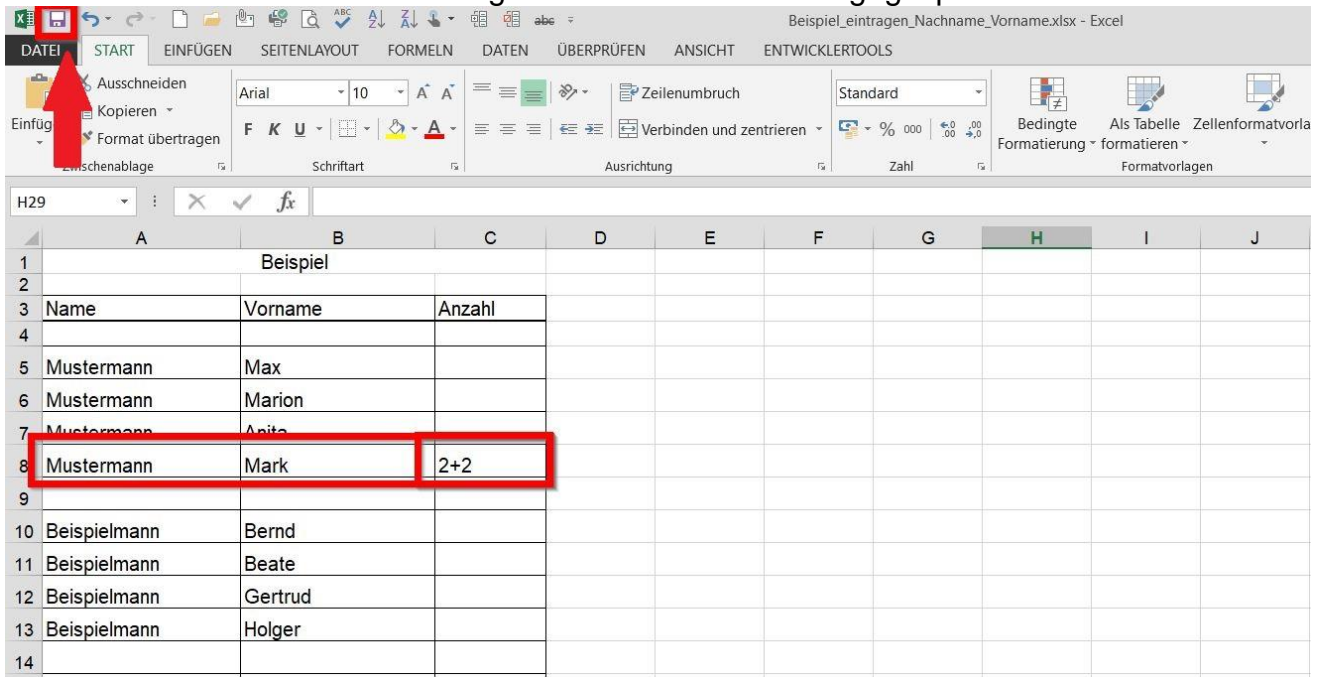 Beispiel_eintragen_Nachname_Vorname.xlsx - Excel
DATEI START EINFÜGEN SEITENLAYOUT FORMELN DATEN ÜBERPRÜFEN ANSICHT ENTWICKLERTOOLS
Ausschneiden
Kopieren
Format übertragen
Arial 10
F K U
Zeilenumbruch
Verbinden und zentrieren
Standard
% 000
Bedingte Formatierung
Als Tabelle formatieren
Zellenformatvorla
Schriftart Ausrichtung Zahl Formatvorlagen
H29 fx
A B C D E F G H I J
1 Beispiel
2
3 Name Vorname Anzahl
4
5 Mustermann Max
6 Mustermann Marion
7 Mustermann Anita
8 Mustermann Mark 2+2
9
10 Beispielmann Bernd
11 Beispielmann Beate
12 Beispielmann Gertrud
13 Beispielmann Holger
14